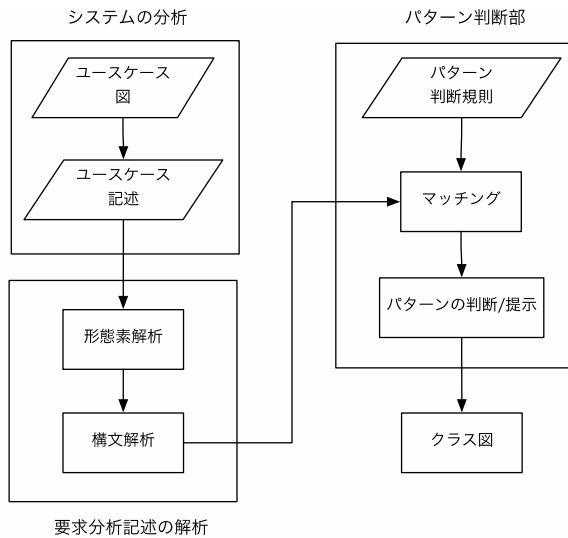 システムの分析
ユースケース
図
ユースケース
記述
形態素解析
構文解析
要求分析記述の解析
パターン判断部
パターン
判断規則
マッチング
パターンの判断/提示
クラス図